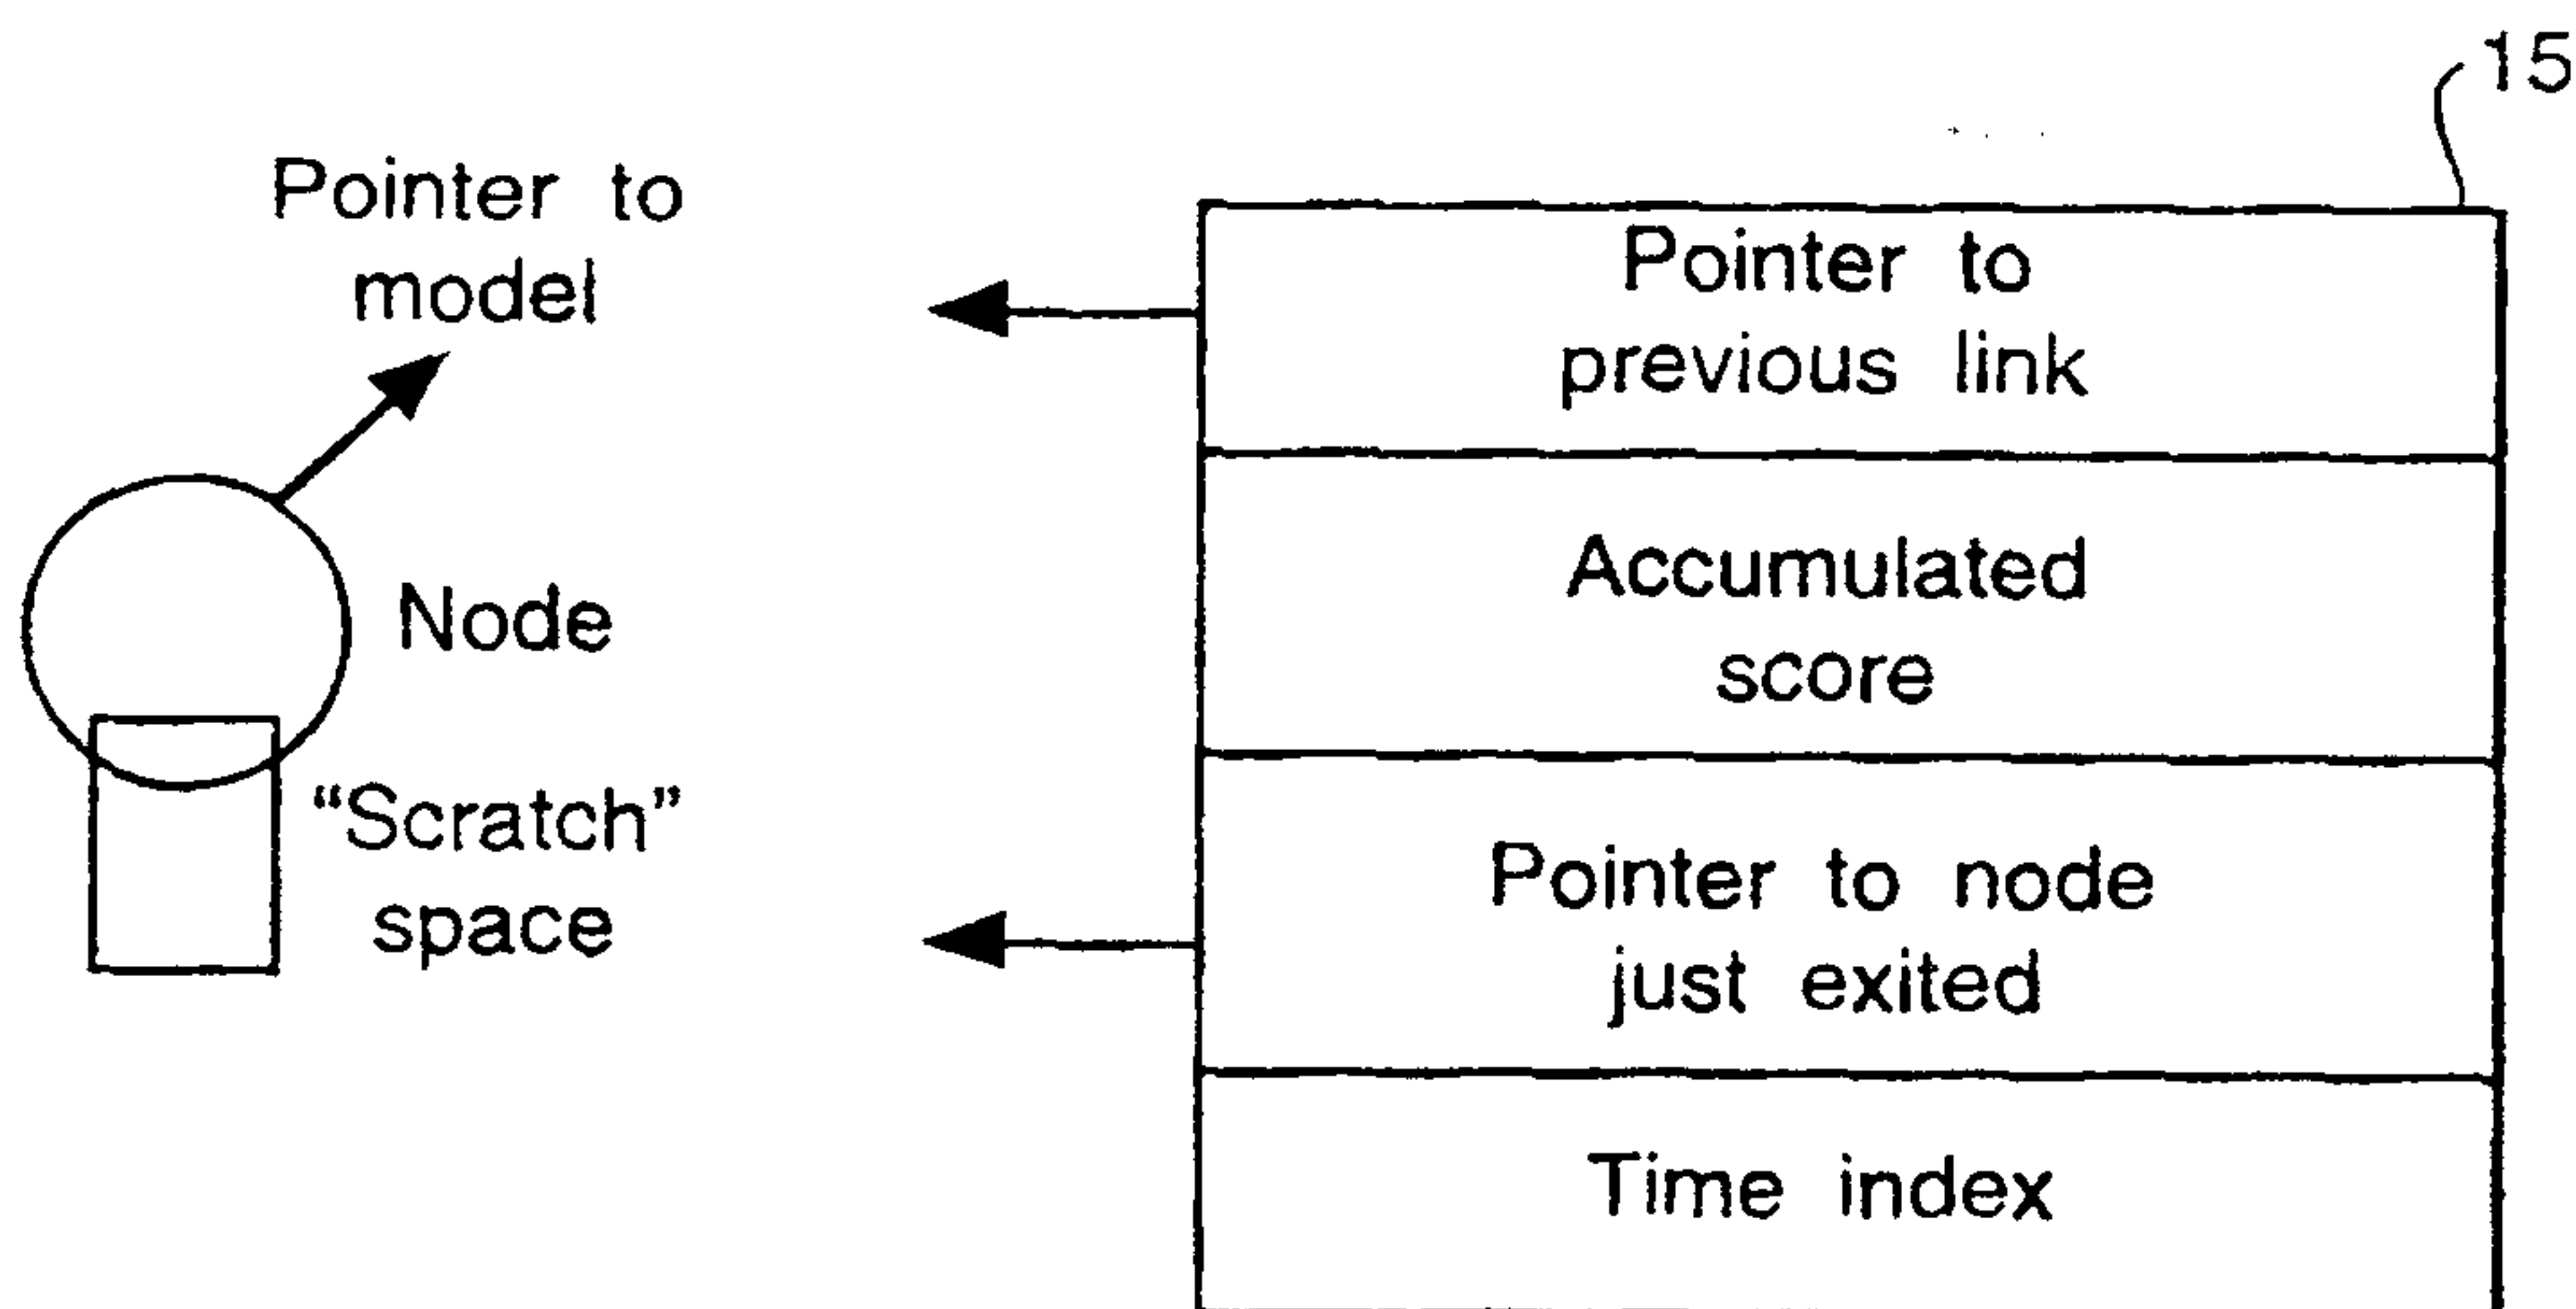 15
Pointer to
model
Node
“Scratch”
space
Pointer to
previous link
Accumulated
score
Pointer to node
just exited
Time index